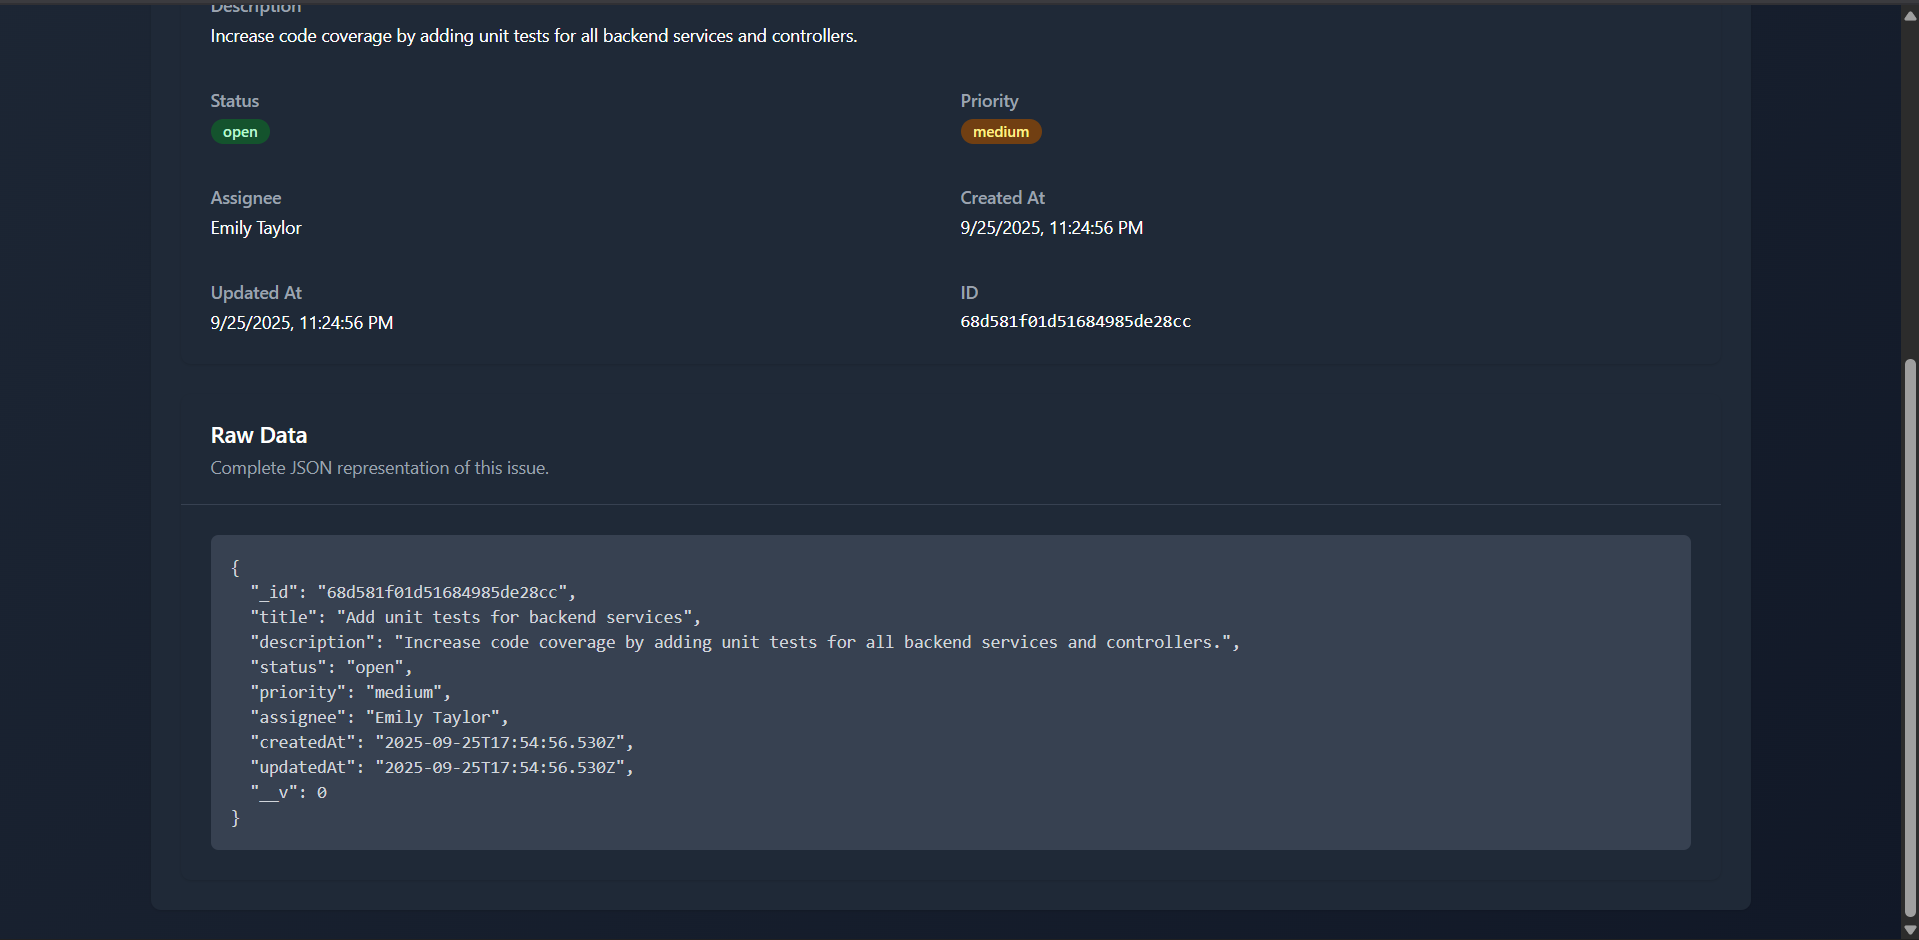 Description
Increase code coverage by adding unit tests for all backend services and controllers.
Status
Priority
open
medium
Assignee
Created At
Emily Taylor
9/25/2025, 11:24:56 PM
Updated At
ID
9/25/2025, 11:24:56 PM
68d581f01d51684985de28cc
Raw Data
Complete JSON representation of this issue.
{
  "_id": "68d581f01d51684985de28cc",
  "title": "Add unit tests for backend services",
  "description": "Increase code coverage by adding unit tests for all backend services and controllers.",
  "status": "open",
  "priority": "medium",
  "assignee": "Emily Taylor",
  "createdAt": "2025-09-25T17:54:56.530Z",
  "updatedAt": "2025-09-25T17:54:56.530Z",
  "__v": 0
}